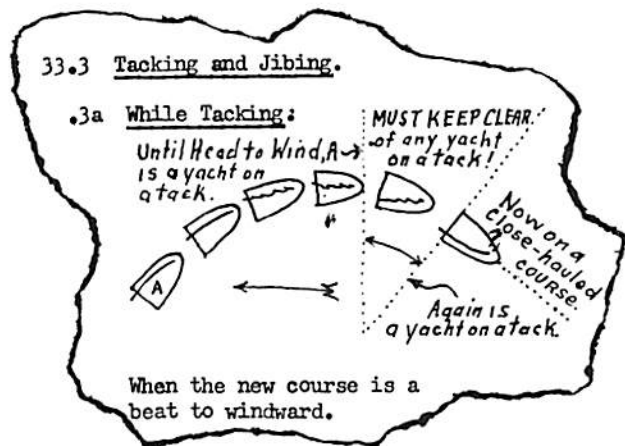 33.3 Tacking and Jibing.
.3a While Tacking:
Until Head to Wind, A→
is a yacht on
a tack.
MUST KEEP CLEAR
of any yacht
on a tack!
A
Now on a
close-hauled
course.
Again is
a yacht on a tack.
When the new course is a
beat to windward.